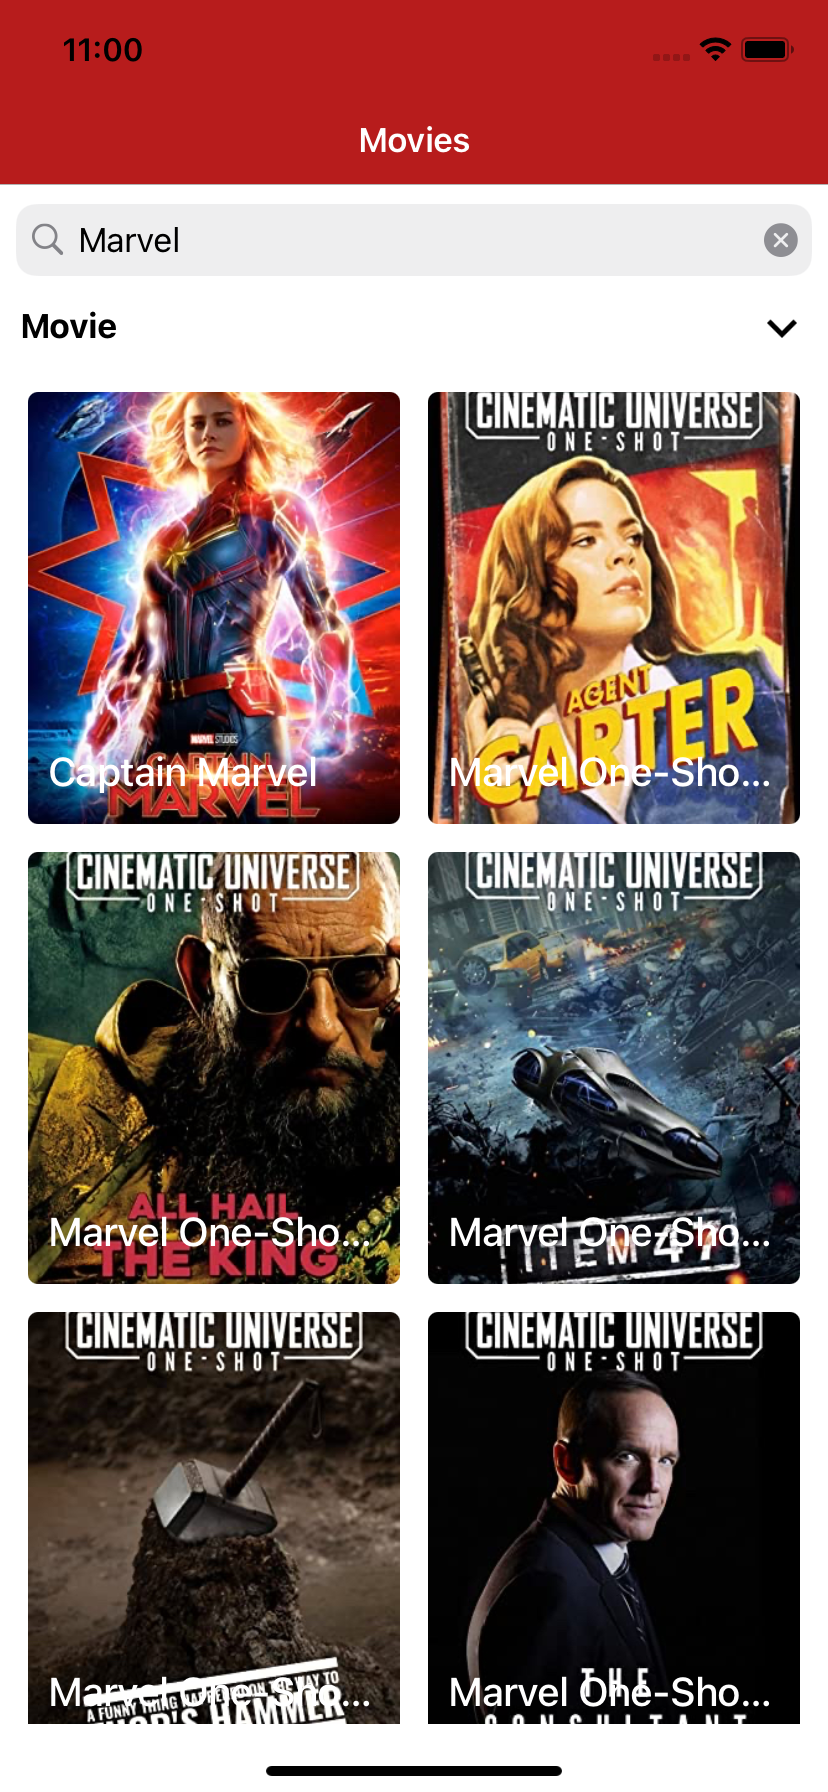 11:00
Movies
Marvel
Movie
MARVEL STUDIOS
CAPTAIN
MARVEL
Captain Marvel
CINEMATIC UNIVERSE
ONE-SHOT
AGENT
CARTER
Marvel One-Sho...
CINEMATIC UNIVERSE
ONE-SHOT
ALL HAIL
THE KING
Marvel One-Sho...
CINEMATIC UNIVERSE
ONE-SHOT
ITEM 47
Marvel One-Sho...
CINEMATIC UNIVERSE
ONE-SHOT
A FUNNY THING HAPPENED ON THE WAY TO
THOR'S HAMMER
Marvel One-Sho...
CINEMATIC UNIVERSE
ONE-SHOT
THE
CONSULTANT
Marvel One-Sho...